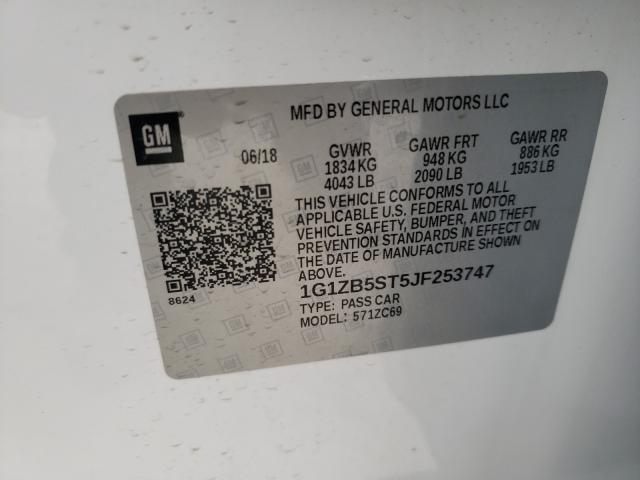 MFD BY GENERAL MOTORS LLC
GM
06/18
GVWR
1834 KG
4043 LB
GAWR FRT
948 KG
2090 LB
GAWR RR
886 KG
1953 LB
THIS VEHICLE CONFORMS TO ALL
APPLICABLE U.S. FEDERAL MOTOR
VEHICLE SAFETY, BUMPER, AND THEFT
PREVENTION STANDARDS IN EFFECT ON
THE DATE OF MANUFACTURE SHOWN
ABOVE.
8624
1G1ZB5ST5JF253747
TYPE: PASS CAR
MODEL: 571ZC69